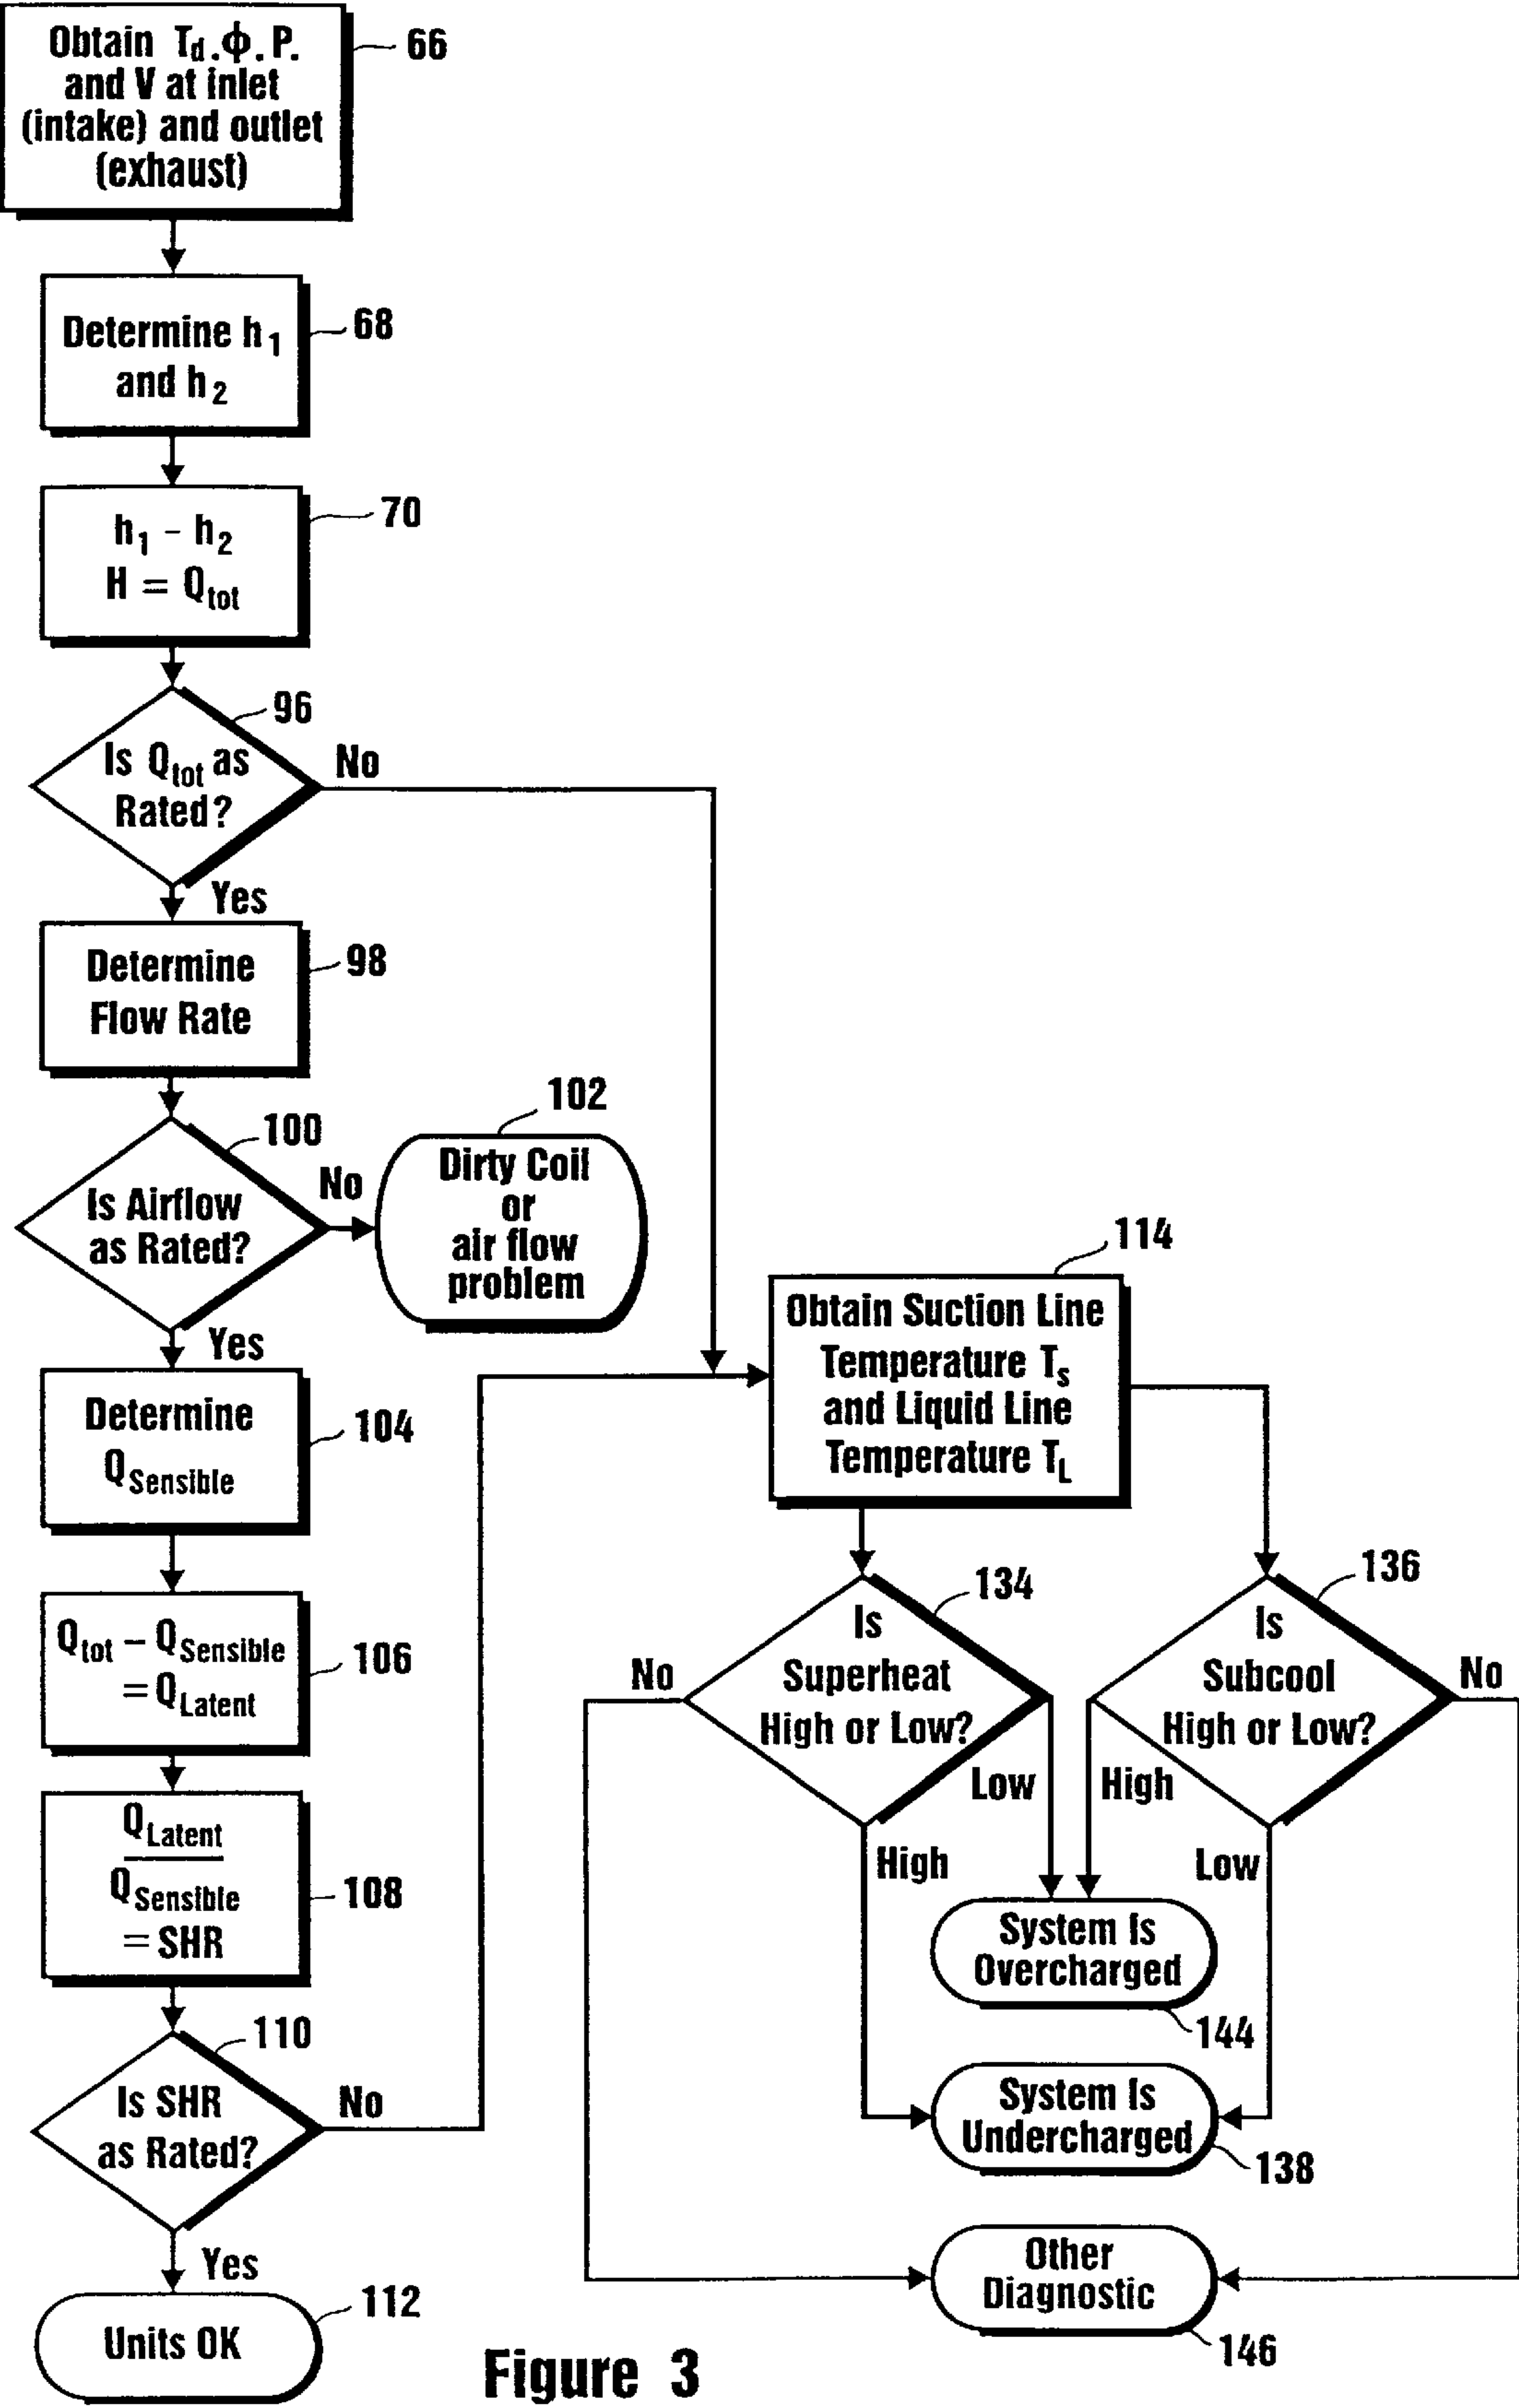 Obtain Td.ϕ.P.
and V at inlet
(intake) and outlet
(exhaust)
66
Determine h1
and h2
68
h1 - h2
H = Qtot
70
96
Is Qtot as
Rated?
No
Yes
Determine
Flow Rate
98
100
Is Airflow
as Rated?
No
Yes
102
Dirty Coil
or
air flow
problem
Determine
QSensible
104
Qtot - QSensible
= QLatent
106
QLatent
QSensible
= SHR
108
110
Is SHR
as Rated?
No
Yes
Units OK
112
114
Obtain Suction Line
Temperature Ts
and Liquid Line
Temperature TL
134
Is
Superheat
High or Low?
No
Low
High
136
Is
Subcool
High or Low?
No
High
Low
System Is
Overcharged
144
System Is
Undercharged
138
Other
Diagnostic
146
Figure 3